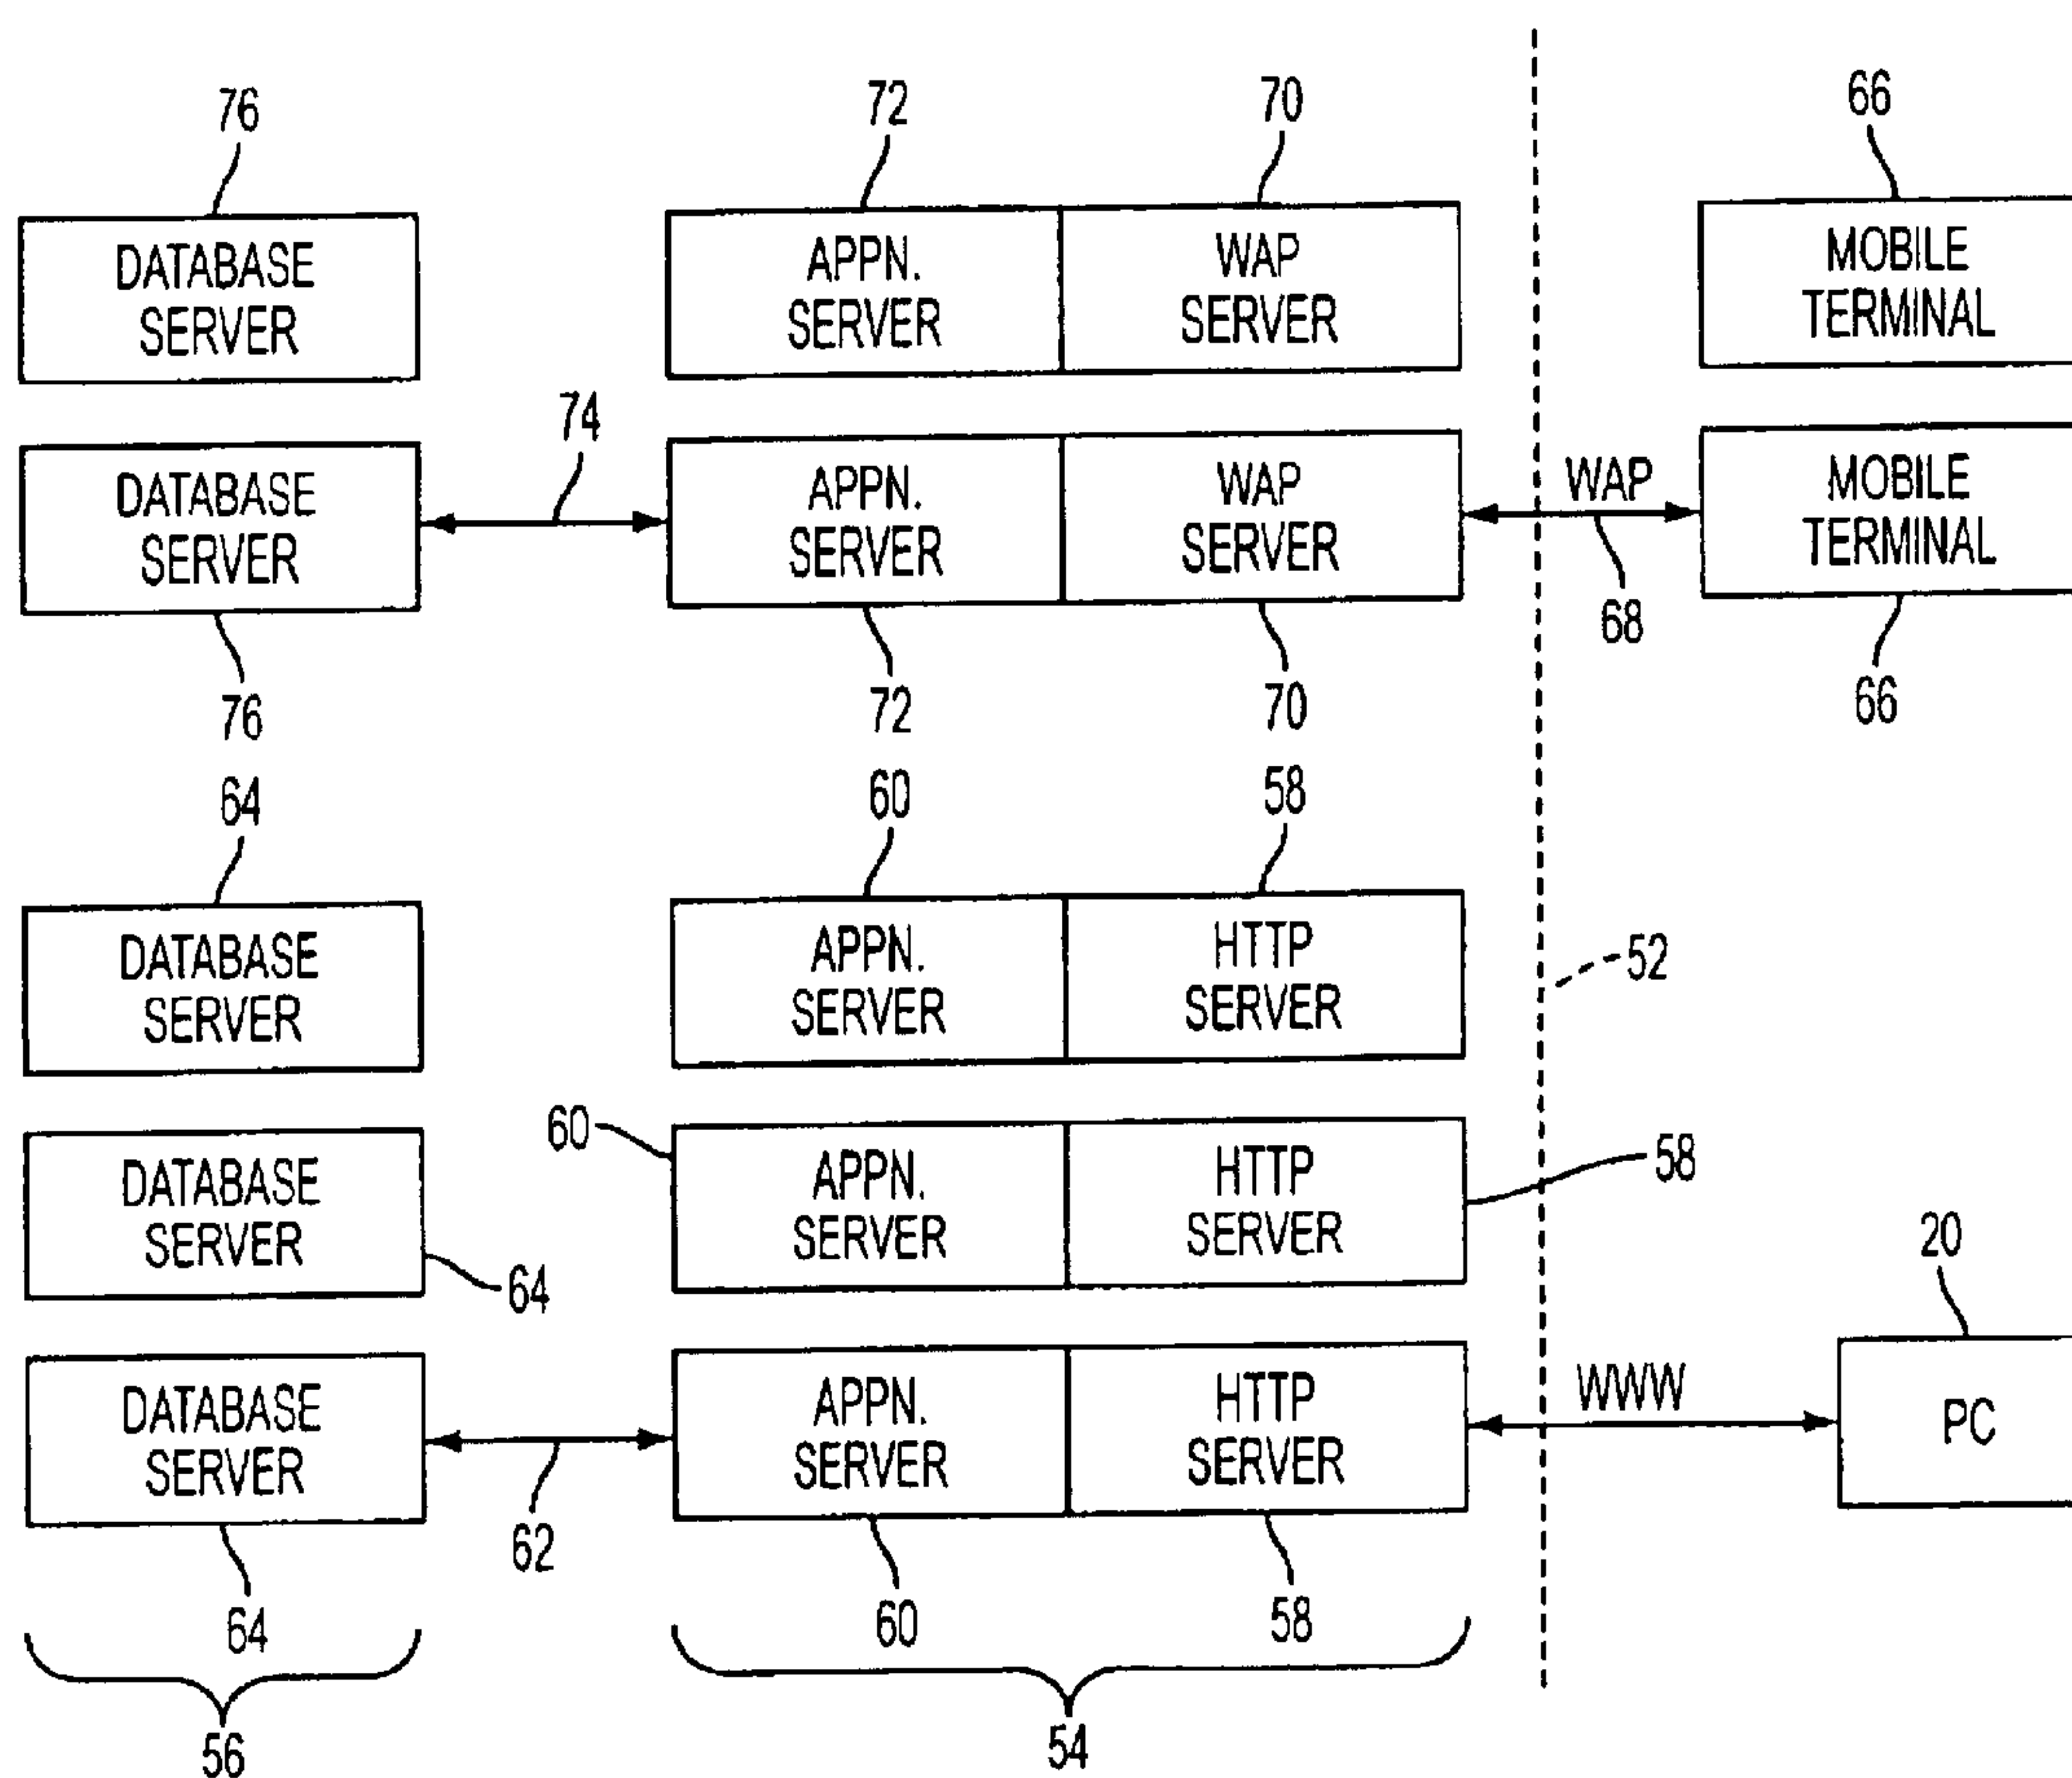 76
72
70
66
DATABASE
SERVER
APPN.
SERVER
WAP
SERVER
MOBILE
TERMINAL
74
DATABASE
SERVER
APPN.
SERVER
WAP
SERVER
WAP
68
MOBILE
TERMINAL
76
72
70
66
64
60
58
DATABASE
SERVER
APPN.
SERVER
HTTP
SERVER
52
60
DATABASE
SERVER
64
APPN.
SERVER
HTTP
SERVER
58
20
DATABASE
SERVER
62
APPN.
SERVER
HTTP
SERVER
WWW
PC
64
60
58
56
54